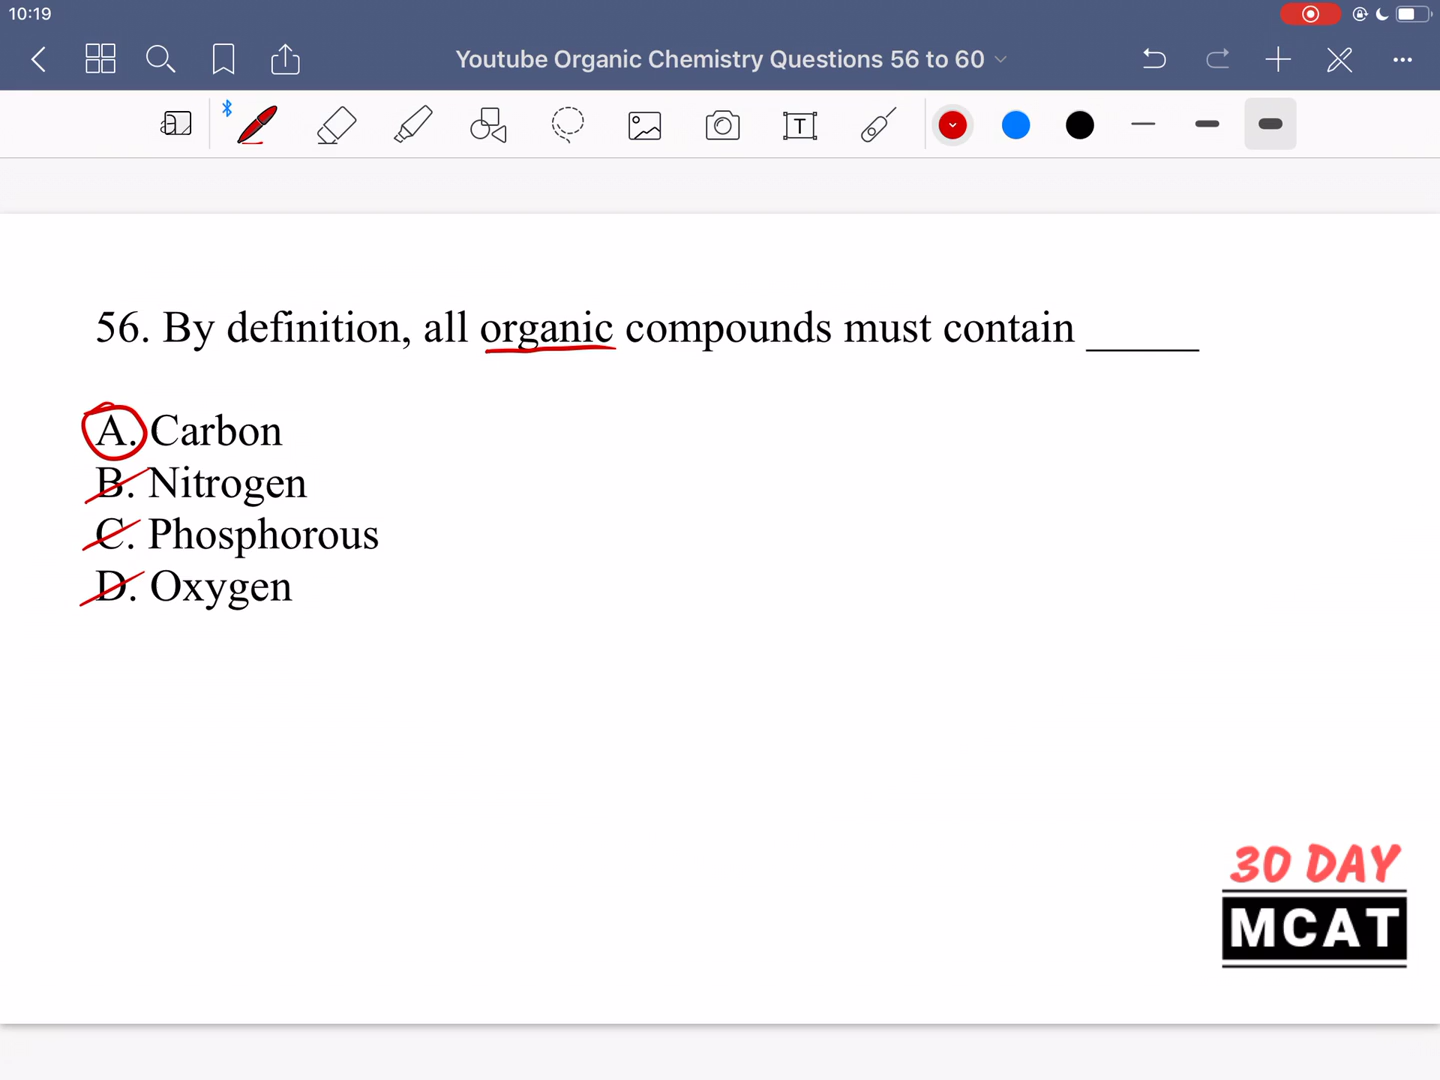 10:19
Youtube Organic Chemistry Questions 56 to 60
T
56. By definition, all organic compounds must contain ______
A. Carbon
B. Nitrogen
C. Phosphorous
D. Oxygen
30 DAY
MCAT